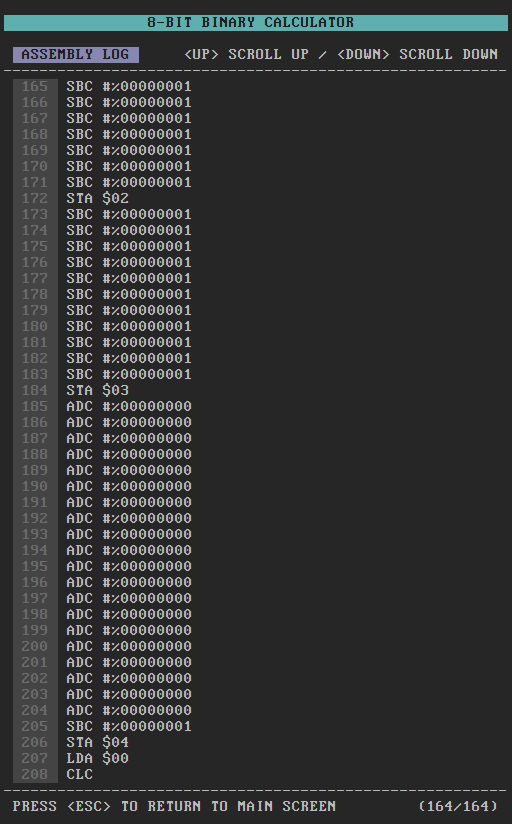 8-BIT BINARY CALCULATOR
ASSEMBLY LOG <UP> SCROLL UP / <DOWN> SCROLL DOWN
165 SBC #%00000001
166 SBC #%00000001
167 SBC #%00000001
168 SBC #%00000001
169 SBC #%00000001
170 SBC #%00000001
171 SBC #%00000001
172 STA $02
173 SBC #%00000001
174 SBC #%00000001
175 SBC #%00000001
176 SBC #%00000001
177 SBC #%00000001
178 SBC #%00000001
179 SBC #%00000001
180 SBC #%00000001
181 SBC #%00000001
182 SBC #%00000001
183 SBC #%00000001
184 STA $03
185 ADC #%00000000
186 ADC #%00000000
187 ADC #%00000000
188 ADC #%00000000
189 ADC #%00000000
190 ADC #%00000000
191 ADC #%00000000
192 ADC #%00000000
193 ADC #%00000000
194 ADC #%00000000
195 ADC #%00000000
196 ADC #%00000000
197 ADC #%00000000
198 ADC #%00000000
199 ADC #%00000000
200 ADC #%00000000
201 ADC #%00000000
202 ADC #%00000000
203 ADC #%00000000
204 ADC #%00000000
205 SBC #%00000001
206 STA $04
207 LDA $00
208 CLC
PRESS <ESC> TO RETURN TO MAIN SCREEN (164/164)